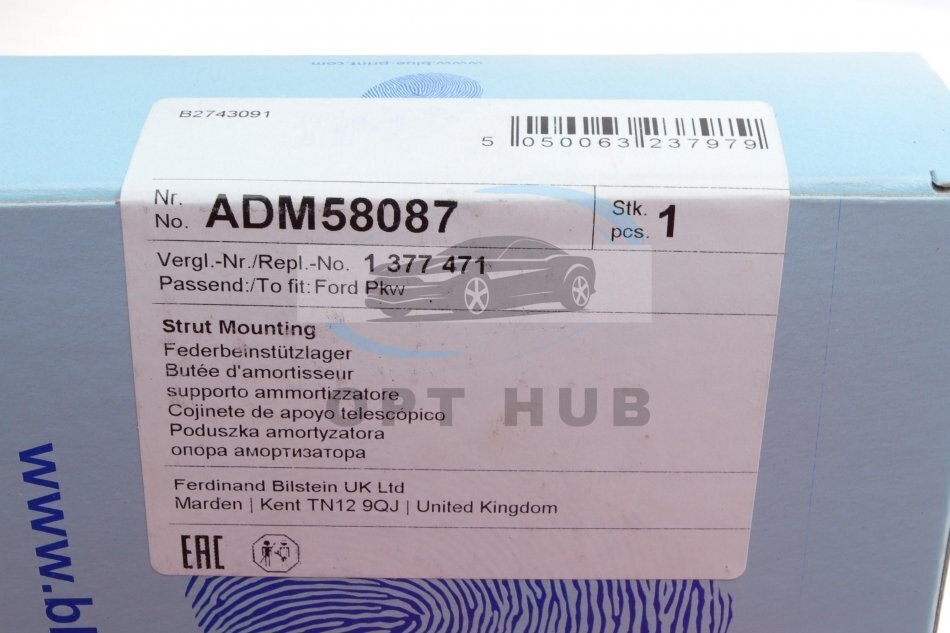 www.blue-print.com
B2743091
5 050063 237979
Nr.
No. ADM58087
Stk.
pcs. 1
Vergl.-Nr./Repl.-No. 1 377 471
Passend:/To fit: Ford Pkw
Strut Mounting
Federbeinstützlager
Butée d'amortisseur
supporto ammortizzatore
Cojinete de apoyo telescópico
Poduszka amortyzatora
опора амортизатора
OPT HUB
Ferdinand Bilstein UK Ltd
Marden | Kent TN12 9QJ | United Kingdom
EAC
www.bl